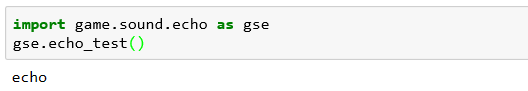 import game.sound.echo as gse
gse.echo_test()
echo